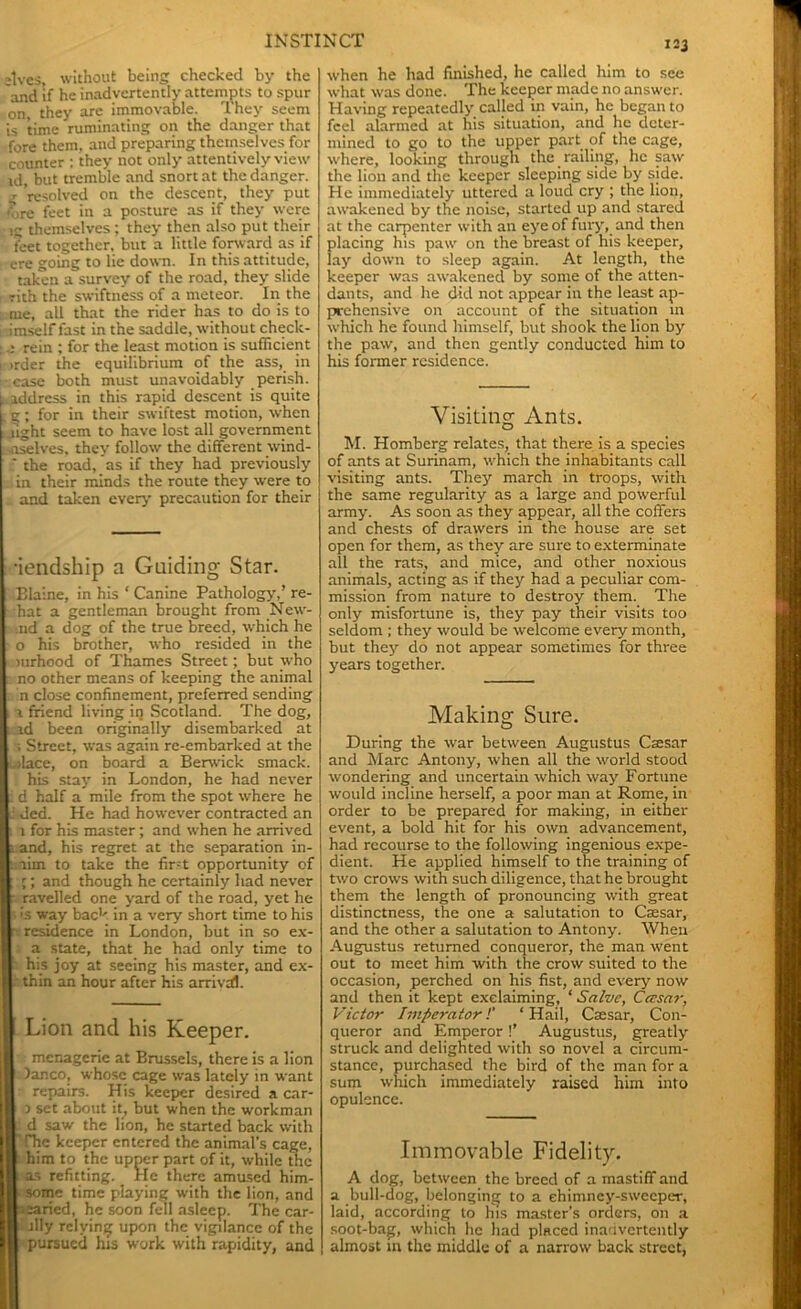 INSTINCT
123
elves, without being checked by the
and if he inadvertently attempts to spur
on, they are immovable. They seem
is time ruminating on the danger that
fore them, and preparing themselves for
counter ; they not only attentively view
id, but tremble and snort at the danger.
resolved on the descent, they put
ore feet in a posture as if they were
themselves ; they then also put their
feet together, but a little forward as if
ere going to lie down. In this attitude,
taken a survey of the road, they slide
with the swiftness of a meteor. In the
me, all that the rider has to do is to
imself fast in the saddle, without check-
rein ; for the least motion is sufficient
order the equilibrium of the ass, in
case both must unavoidably perish.
address in this rapid descent is quite
g ; for in their swiftest motion, when
might seem to have lost all government
nselves, they follow the different wind-
the road, as if they had previously
in their minds the route they were to
and taken every precaution for their
iendship a Guiding Star.
Blaine, in his ‘ Canine Pathology,’ re-
hat a gentleman brought from New-
nd a dog of the true breed, which he
o his brother, who resided in the
ourhood of Thames Street ; but who
no other means of keeping the animal
n close confinement, preferred sending
a friend living in Scotland. The dog,
ad been originally disembarked at
Street, was again re-embarked at the
place, on board a Berwick smack.
his stay in London, he had never
d half a mile from the spot where he
ded. He had however contracted an
n for his master ; and when he arrived
and, his regret at the separation in-
him to take the first opportunity of
; and though he certainly had never
ravelled one yard of the road, yet he
is way back in a very short time to his
residence in London, but in so ex-
a state, that he had only time to
his joy at seeing his master, and ex-
thin an hour after his arrival.
Lion and his Keeper.
menagerie at Brussels, there is a lion
Danco, whose cage was lately in want
repairs. His keeper desired a car-
o set about it, but when the workman
d saw the lion, he started back with
The keeper entered the animal's cage,
him to the upper part of it, while the
as refitting. He there amused him-
some time playing with the lion, and
earied, he soon fell asleep. The car-
ully relying upon the vigilance of the
pursued his work with rapidity, and
when he had finished, he called him to see
what was done. The keeper made no answer.
Having repeatedly called in vain, he began to
feel alarmed at his situation, and he deter-
mined to go to the upper part of the cage,
where, looking through the railing, he saw
the lion and the keeper sleeping side by side.
He immediately uttered a loud cry ; the lion,
awakened by the noise, started up and stared
at the carpenter with an eye of fury, and then
placing his paw on the breast of his keeper,
lay down to sleep again. At length, the
keeper was awakened by some of the atten-
dants, and he did not appear in the least ap-
prehensive on account of the situation in
which he found himself, but shook the lion by
the paw, and then gently conducted him to
his former residence.
Visiting Ants.
M. Homberg relates, that there is a species
of ants at Surinam, which the inhabitants call
visiting ants. They march in troops, with
the same regularity as a large and powerful
army. As soon as they appear, all the coffers
and chests of drawers in the house are set
open for them, as they are sure to exterminate
all the rats, and mice, and other noxious
animals, acting as if they had a peculiar com-
mission from nature to destroy them. The
only misfortune is, they pay their visits too
seldom ; they would be welcome every month,
but they do not appear sometimes for three
years together.
Making Sure.
During the war between Augustus Cæsar
and Marc Antony, when all the world stood
wondering and uncertain which way Fortune
would incline herself, a poor man at Rome, in
order to be prepared for making, in either
event, a bold hit for his own advancement,
had recourse to the following ingenious expe-
dient. He applied himself to the training of
two crows with such diligence, that he brought
them the length of pronouncing with great
distinctness, the one a salutation to Cæsar,
and the other a salutation to Antony. When
Augustus returned conqueror, the man went
out to meet him with the crow suited to the
occasion, perched on his fist, and every now
and then it kept exclaiming, ‘ Salve, Cæsar,
Victor Imperator !’ ‘ Hail, Cæsar, Con-
queror and Emperor !’ Augustus, greatly
struck and delighted with so novel a circum-
stance, purchased the bird of the man for a
sum which immediately raised him into
opulence.
Immovable Fidelity.
A dog, between the breed of a mastiff and
a bull-dog, belonging to a chimney-sweeper,
laid, according to his master's orders, on a
soot-bag, which he had placed inadvertently
almost in the middle of a narrow back street,